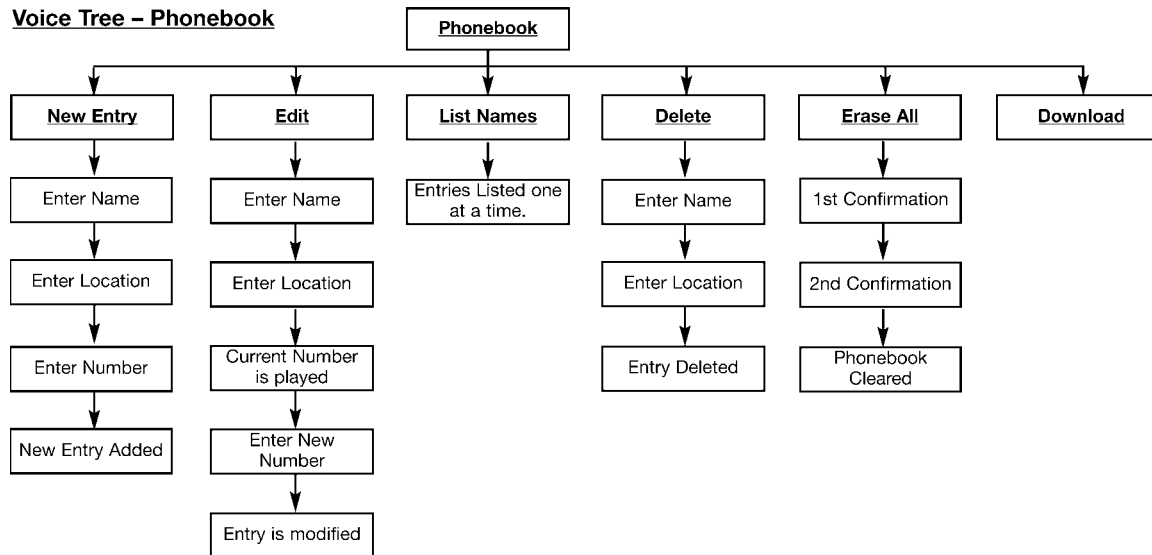 Voice Tree – Phonebook
Phonebook
New Entry
Edit
List Names
Delete
Erase All
Download
Enter Name
Enter Name
Entries Listed one
at a time.
Enter Name
1st Confirmation
Enter Location
Enter Location
Enter Location
2nd Confirmation
Enter Number
Current Number
is played
Entry Deleted
Phonebook
Cleared
New Entry Added
Enter New
Number
Entry is modified